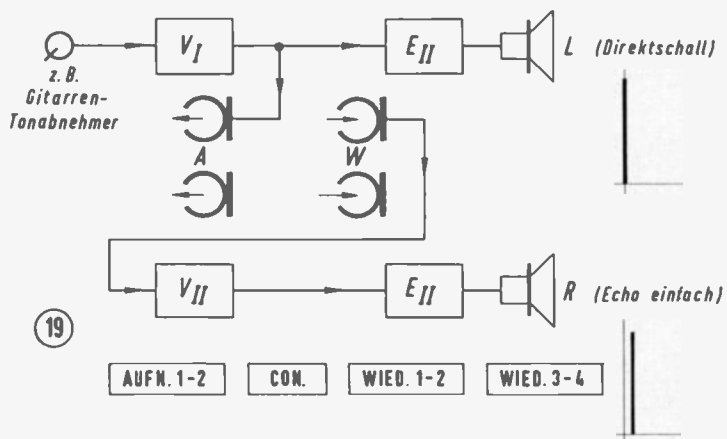 V_I
E_II
L (Direktschall)
z. B.
Gitarren-
Tonabnehmer
A
W
V_II
E_II
R (Echo einfach)
19
AUFN. 1-2
CON.
WIED. 1-2
WIED. 3-4